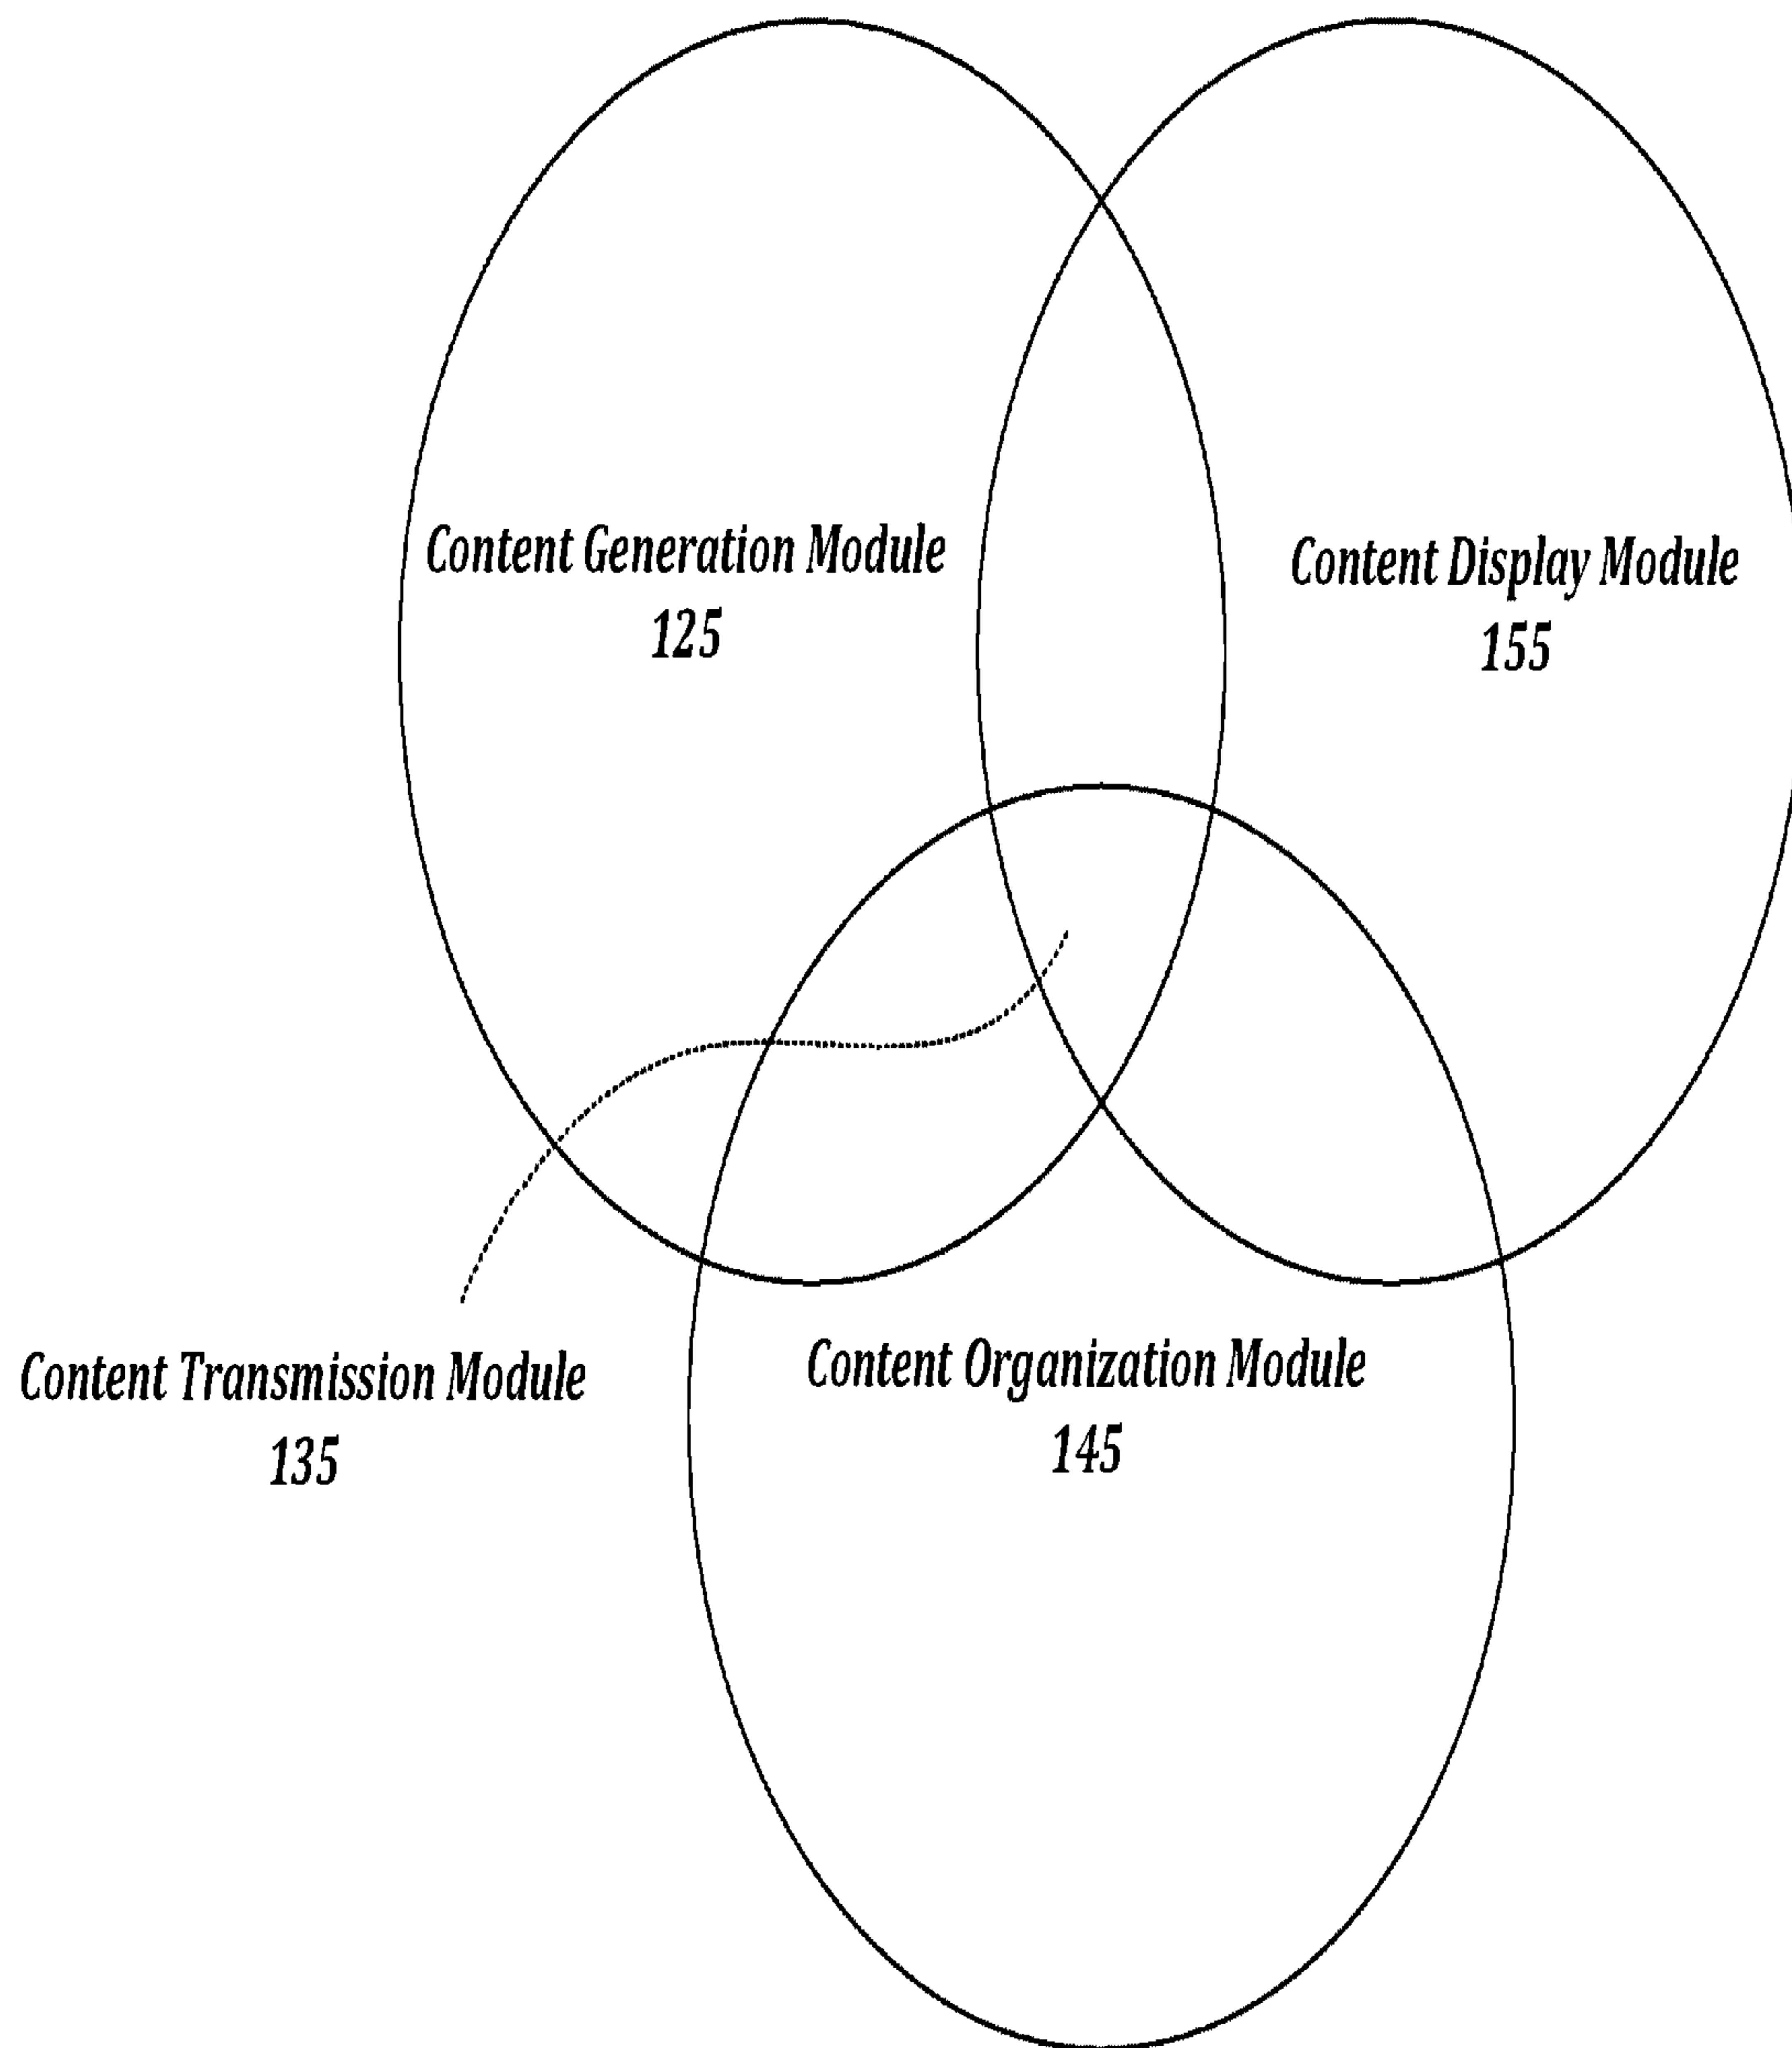 Content Generation Module
125
Content Display Module
155
Content Transmission Module
135
Content Organization Module
145